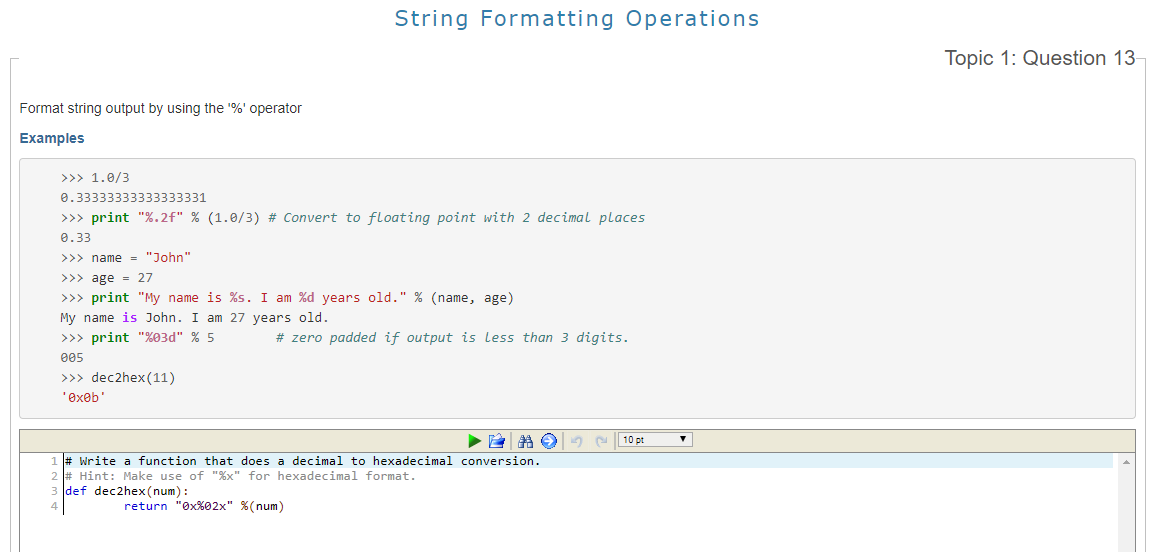 String Formatting Operations
Topic 1: Question 13
Format string output by using the '%' operator
Examples
>>> 1.0/3
0.33333333333333331
>>> print "%.2f" % (1.0/3) # Convert to floating point with 2 decimal places
0.33
>>> name = "John"
>>> age = 27
>>> print "My name is %s. I am %d years old." % (name, age)
My name is John. I am 27 years old.
>>> print "%03d" % 5        # zero padded if output is less than 3 digits.
005
>>> dec2hex(11)
'0x0b'
10 pt
1 # Write a function that does a decimal to hexadecimal conversion.
2 # Hint: Make use of "%x" for hexadecimal format.
3 def dec2hex(num):
4         return "0x%02x" %(num)